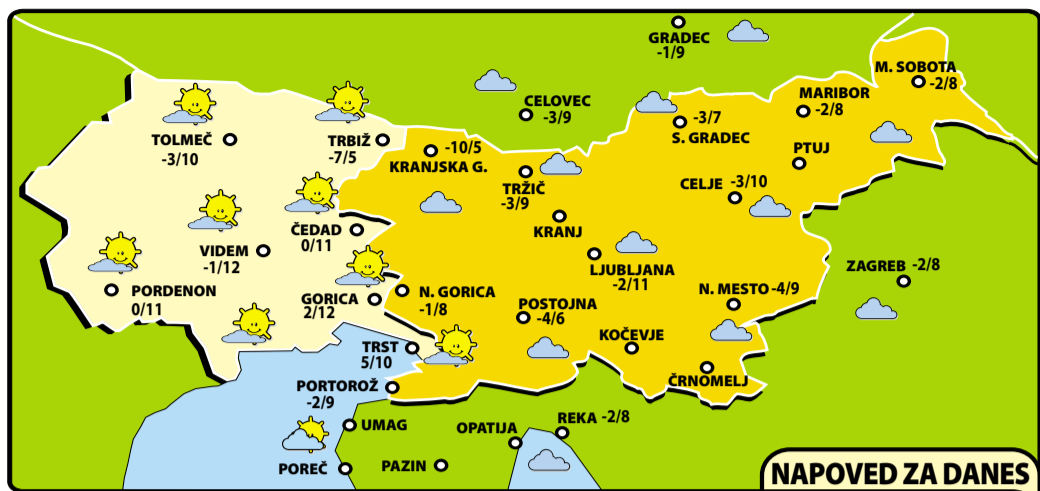 GRADEC
-1/9
M. SOBOTA
-2/8
MARIBOR
-2/8
CELOVEC
-3/9
-3/7
S. GRADEC
TOLMEČ
-3/10
TRBIŽ
-7/5
-10/5
KRANJSKA G.
PTUJ
TRŽIČ
-3/9
CELJE -3/10
KRANJ
ČEDAD
0/11
VIDEM
-1/12
LJUBLJANA
-2/11
ZAGREB -2/8
PORDENON
0/11
GORICA
2/12
N. GORICA
-1/8
N. MESTO -4/9
POSTOJNA
-4/6
KOČEVJE
TRST
5/10
ČRNOMELJ
PORTOROŽ
-2/9
UMAG
OPATIJA
REKA -2/8
POREČ
PAZIN
NAPOVED ZA DANES